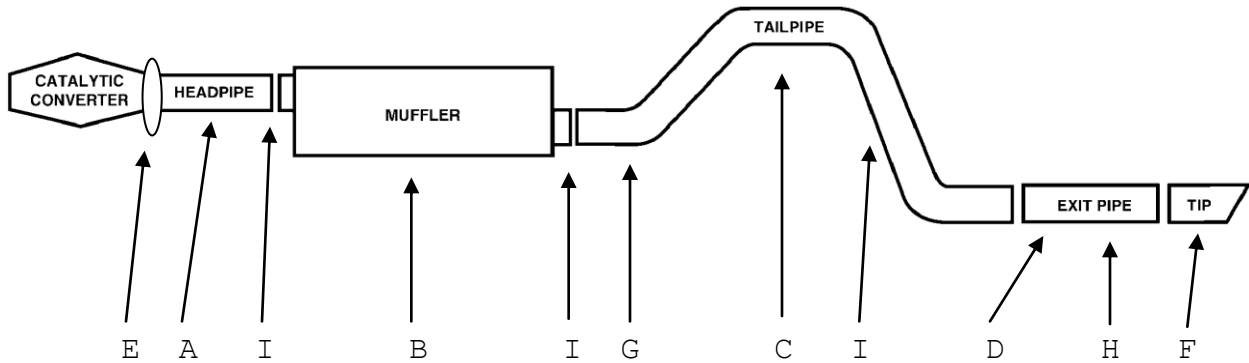 TAILPIPE
CATALYTIC
CONVERTER
HEADPIPE
MUFFLER
EXIT PIPE
TIP
E A I B I G C I D H F